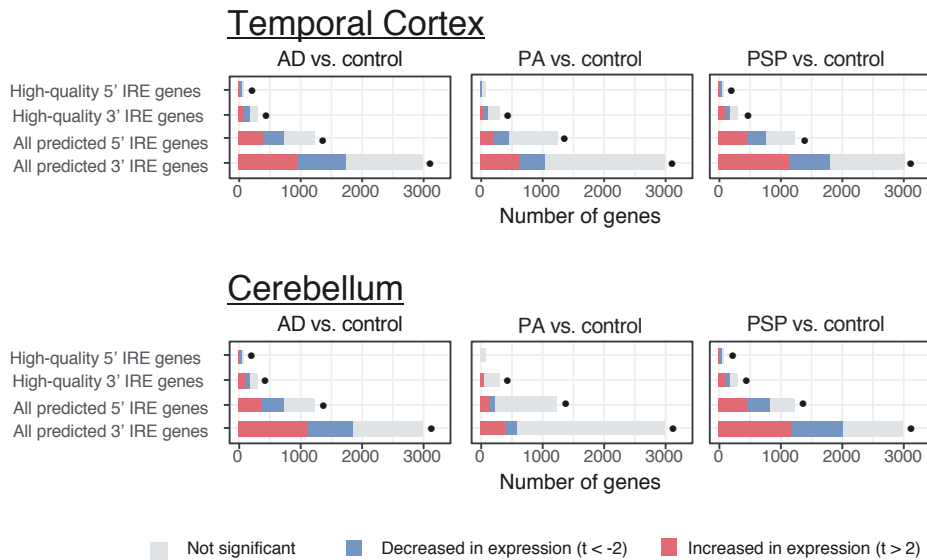 Temporal Cortex
AD vs. control
PA vs. control
PSP vs. control
High-quality 5' IRE genes
High-quality 3' IRE genes
All predicted 5' IRE genes
All predicted 3' IRE genes
0 1000 2000 3000
0 1000 2000 3000
0 1000 2000 3000
Number of genes
Cerebellum
AD vs. control
PA vs. control
PSP vs. control
High-quality 5' IRE genes
High-quality 3' IRE genes
All predicted 5' IRE genes
All predicted 3' IRE genes
0 1000 2000 3000
0 1000 2000 3000
0 1000 2000 3000
Number of genes
Not significant
Decreased in expression (t < -2)
Increased in expression (t > 2)